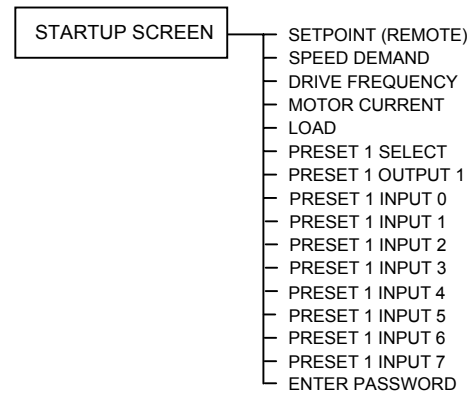 STARTUP SCREEN
SETPOINT (REMOTE)
SPEED DEMAND
DRIVE FREQUENCY
MOTOR CURRENT
LOAD
PRESET 1 SELECT
PRESET 1 OUTPUT 1
PRESET 1 INPUT 0
PRESET 1 INPUT 1
PRESET 1 INPUT 2
PRESET 1 INPUT 3
PRESET 1 INPUT 4
PRESET 1 INPUT 5
PRESET 1 INPUT 6
PRESET 1 INPUT 7
ENTER PASSWORD